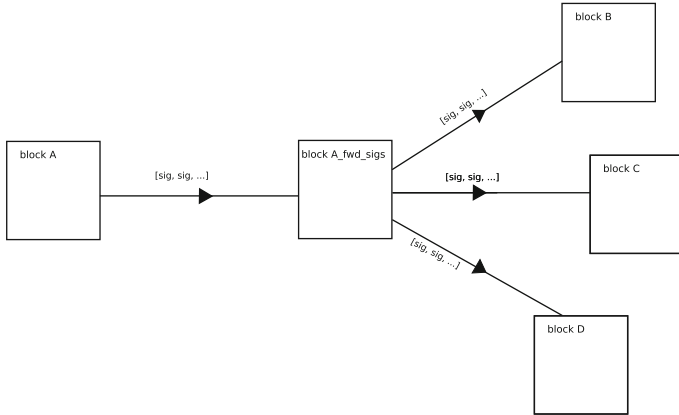 block B
[sig, sig, ...]
block A
[sig, sig, ...]
block A_fwd_sigs
[sig, sig, ...]
block C
[sig, sig, ...]
block D